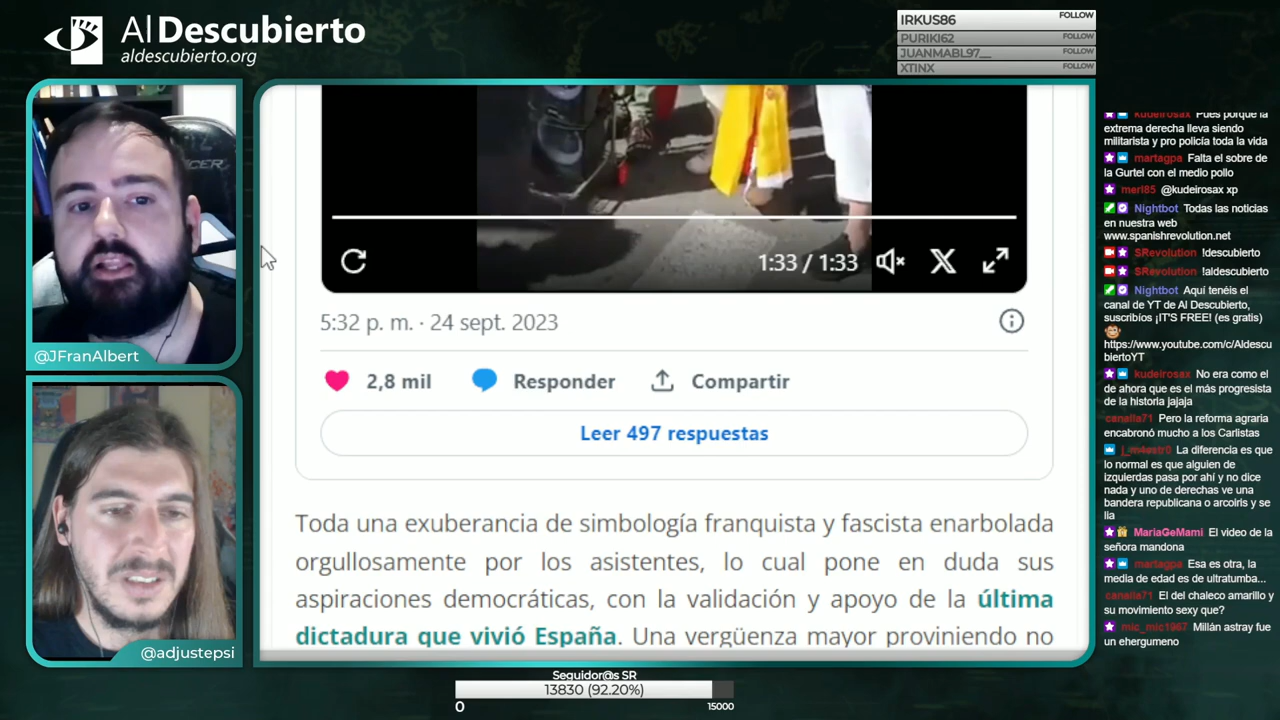 Al Descubierto
aldescubierto.org
IRKUS86 FOLLOW
PURIKI62 FOLLOW
JUANMABL97__ FOLLOW
XTINX FOLLOW
@JFranAlbert
@adjustepsi
1:33 / 1:33
5:32 p. m. · 24 sept. 2023
2,8 mil Responder Compartir
Leer 497 respuestas
Toda una exuberancia de simbología franquista y fascista enarbolada
orgullosamente por los asistentes, lo cual pone en duda sus
aspiraciones democráticas, con la validación y apoyo de la última
dictadura que vivió España. Una vergüenza mayor proviniendo no
kudeirosax Pues porque la
extrema derecha lleva siendo
militarista y pro policía toda la vida
martagpa Falta el sobre de
la Gurtel con el medio pollo
merl85 @kudeirosax xp
Nightbot Todas las noticias
en nuestra web
www.spanishrevolution.net
SRevolution !descubierto
SRevolution !aldescubierto
Nightbot Aquí tenéis el
canal de YT de Al Descubierto,
suscribíos ¡IT'S FREE! (es gratis)
https://www.youtube.com/c/Aldescu
biertoYT
kudeirosax No era como el
de ahora que es el más progresista
de la historia jajaja
canalla71 Pero la reforma agraria
encabronó mucho a los Carlistas
La diferencia es que
lo normal es que alguien de
izquierdas pasa por ahí y no dice
nada y uno de derechas ve una
bandera republicana o arcoiris y se
lia
MariaGeMami El video de la
señora mandona
martagpa Esa es otra, la
media de edad es de ultratumba...
canalla71 El del chaleco amarillo y
su movimiento sexy que?
mic_mic1967 Millán astray fue
un ehergumeno
Seguidor@s SR
13830 (92.20%)
0 15000